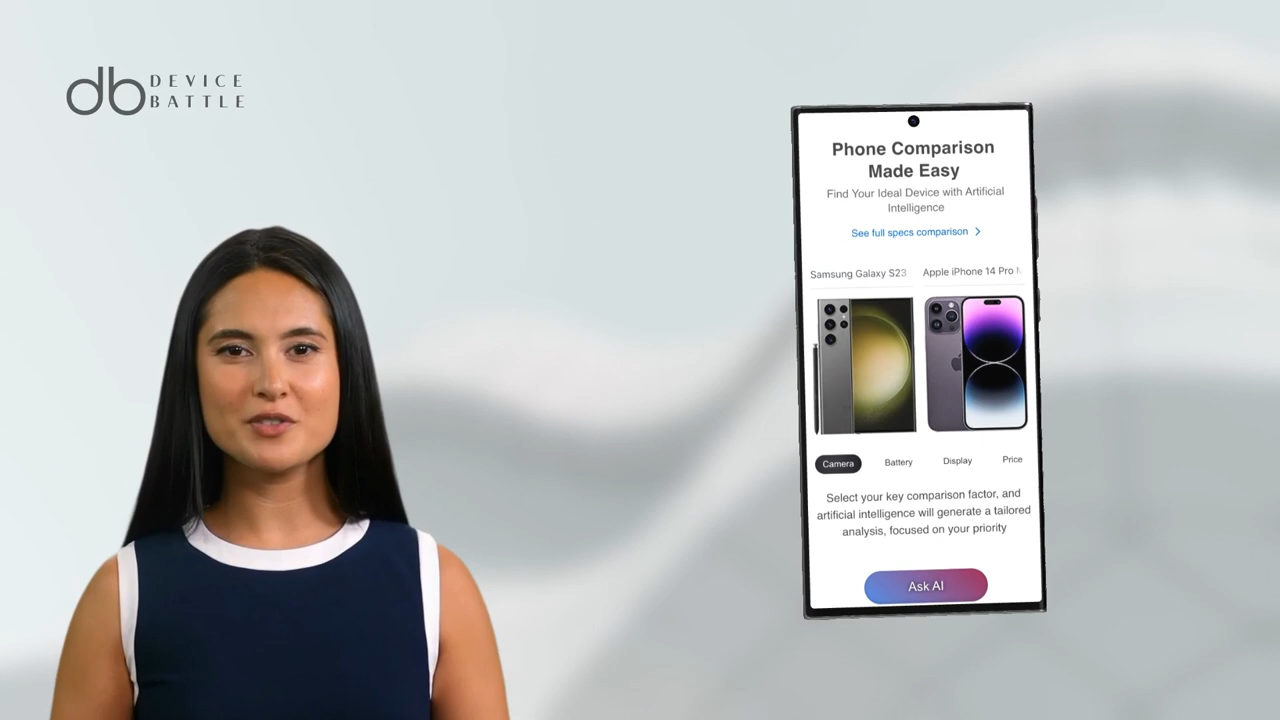 db DEVICE
BATTLE
Phone Comparison
Made Easy
Find Your Ideal Device with Artificial
Intelligence
See full specs comparison
Samsung Galaxy S23
Apple iPhone 14 Pro
Camera
Battery
Display
Price
Select your key comparison factor, and
artificial intelligence will generate a tailored
analysis, focused on your priority
Ask AI